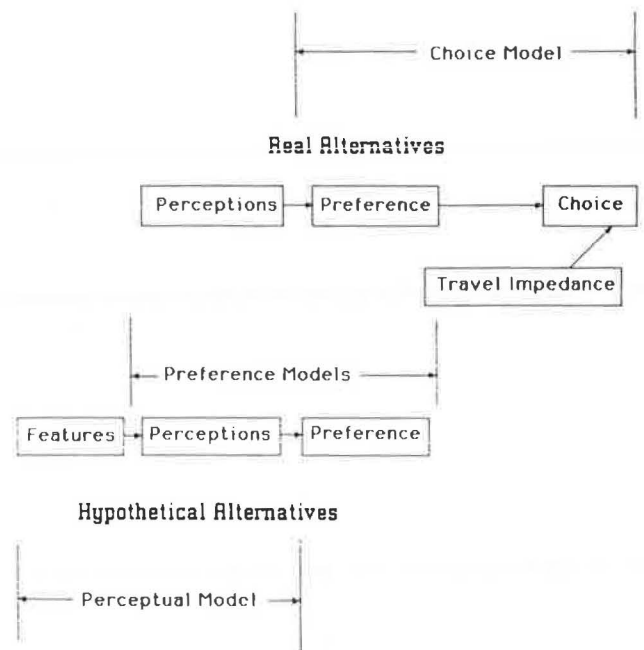 Choice Model
Real Alternatives
Perceptions Preference Choice
Travel Impedance
Preference Models
Features Perceptions Preference
Hypothetical Alternatives
Perceptual Model